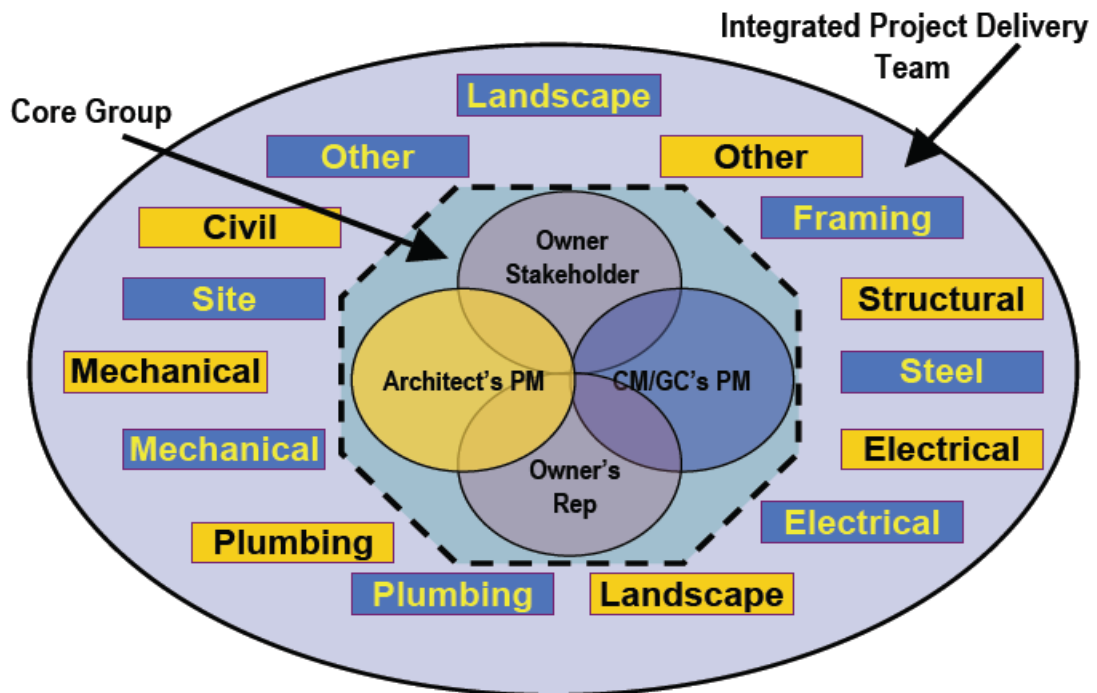 Integrated Project Delivery
Team
Core Group
Landscape
Other
Other
Civil
Framing
Owner
Stakeholder
Site
Structural
Mechanical
Architect's PM
CM/GC's PM
Steel
Mechanical
Electrical
Owner's
Rep
Plumbing
Electrical
Plumbing
Landscape